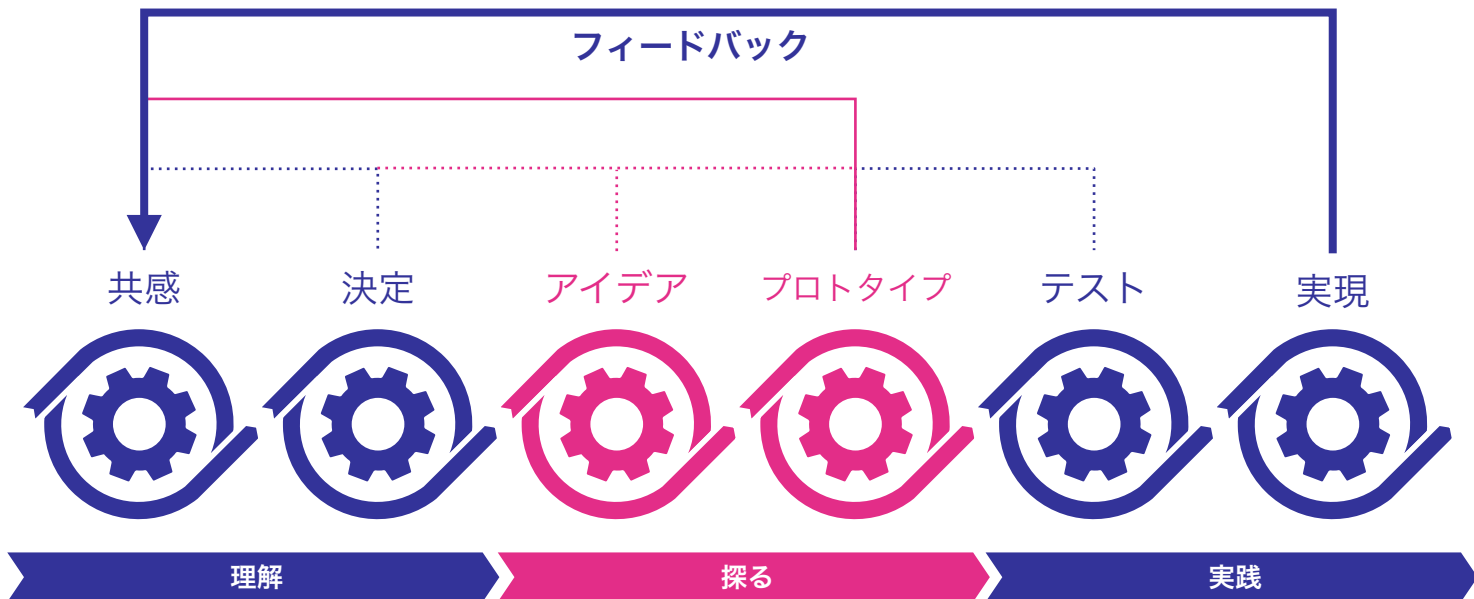 フィードバック
共感
決定
アイデア
プロトタイプ
テスト
実現
理解
探る
実践